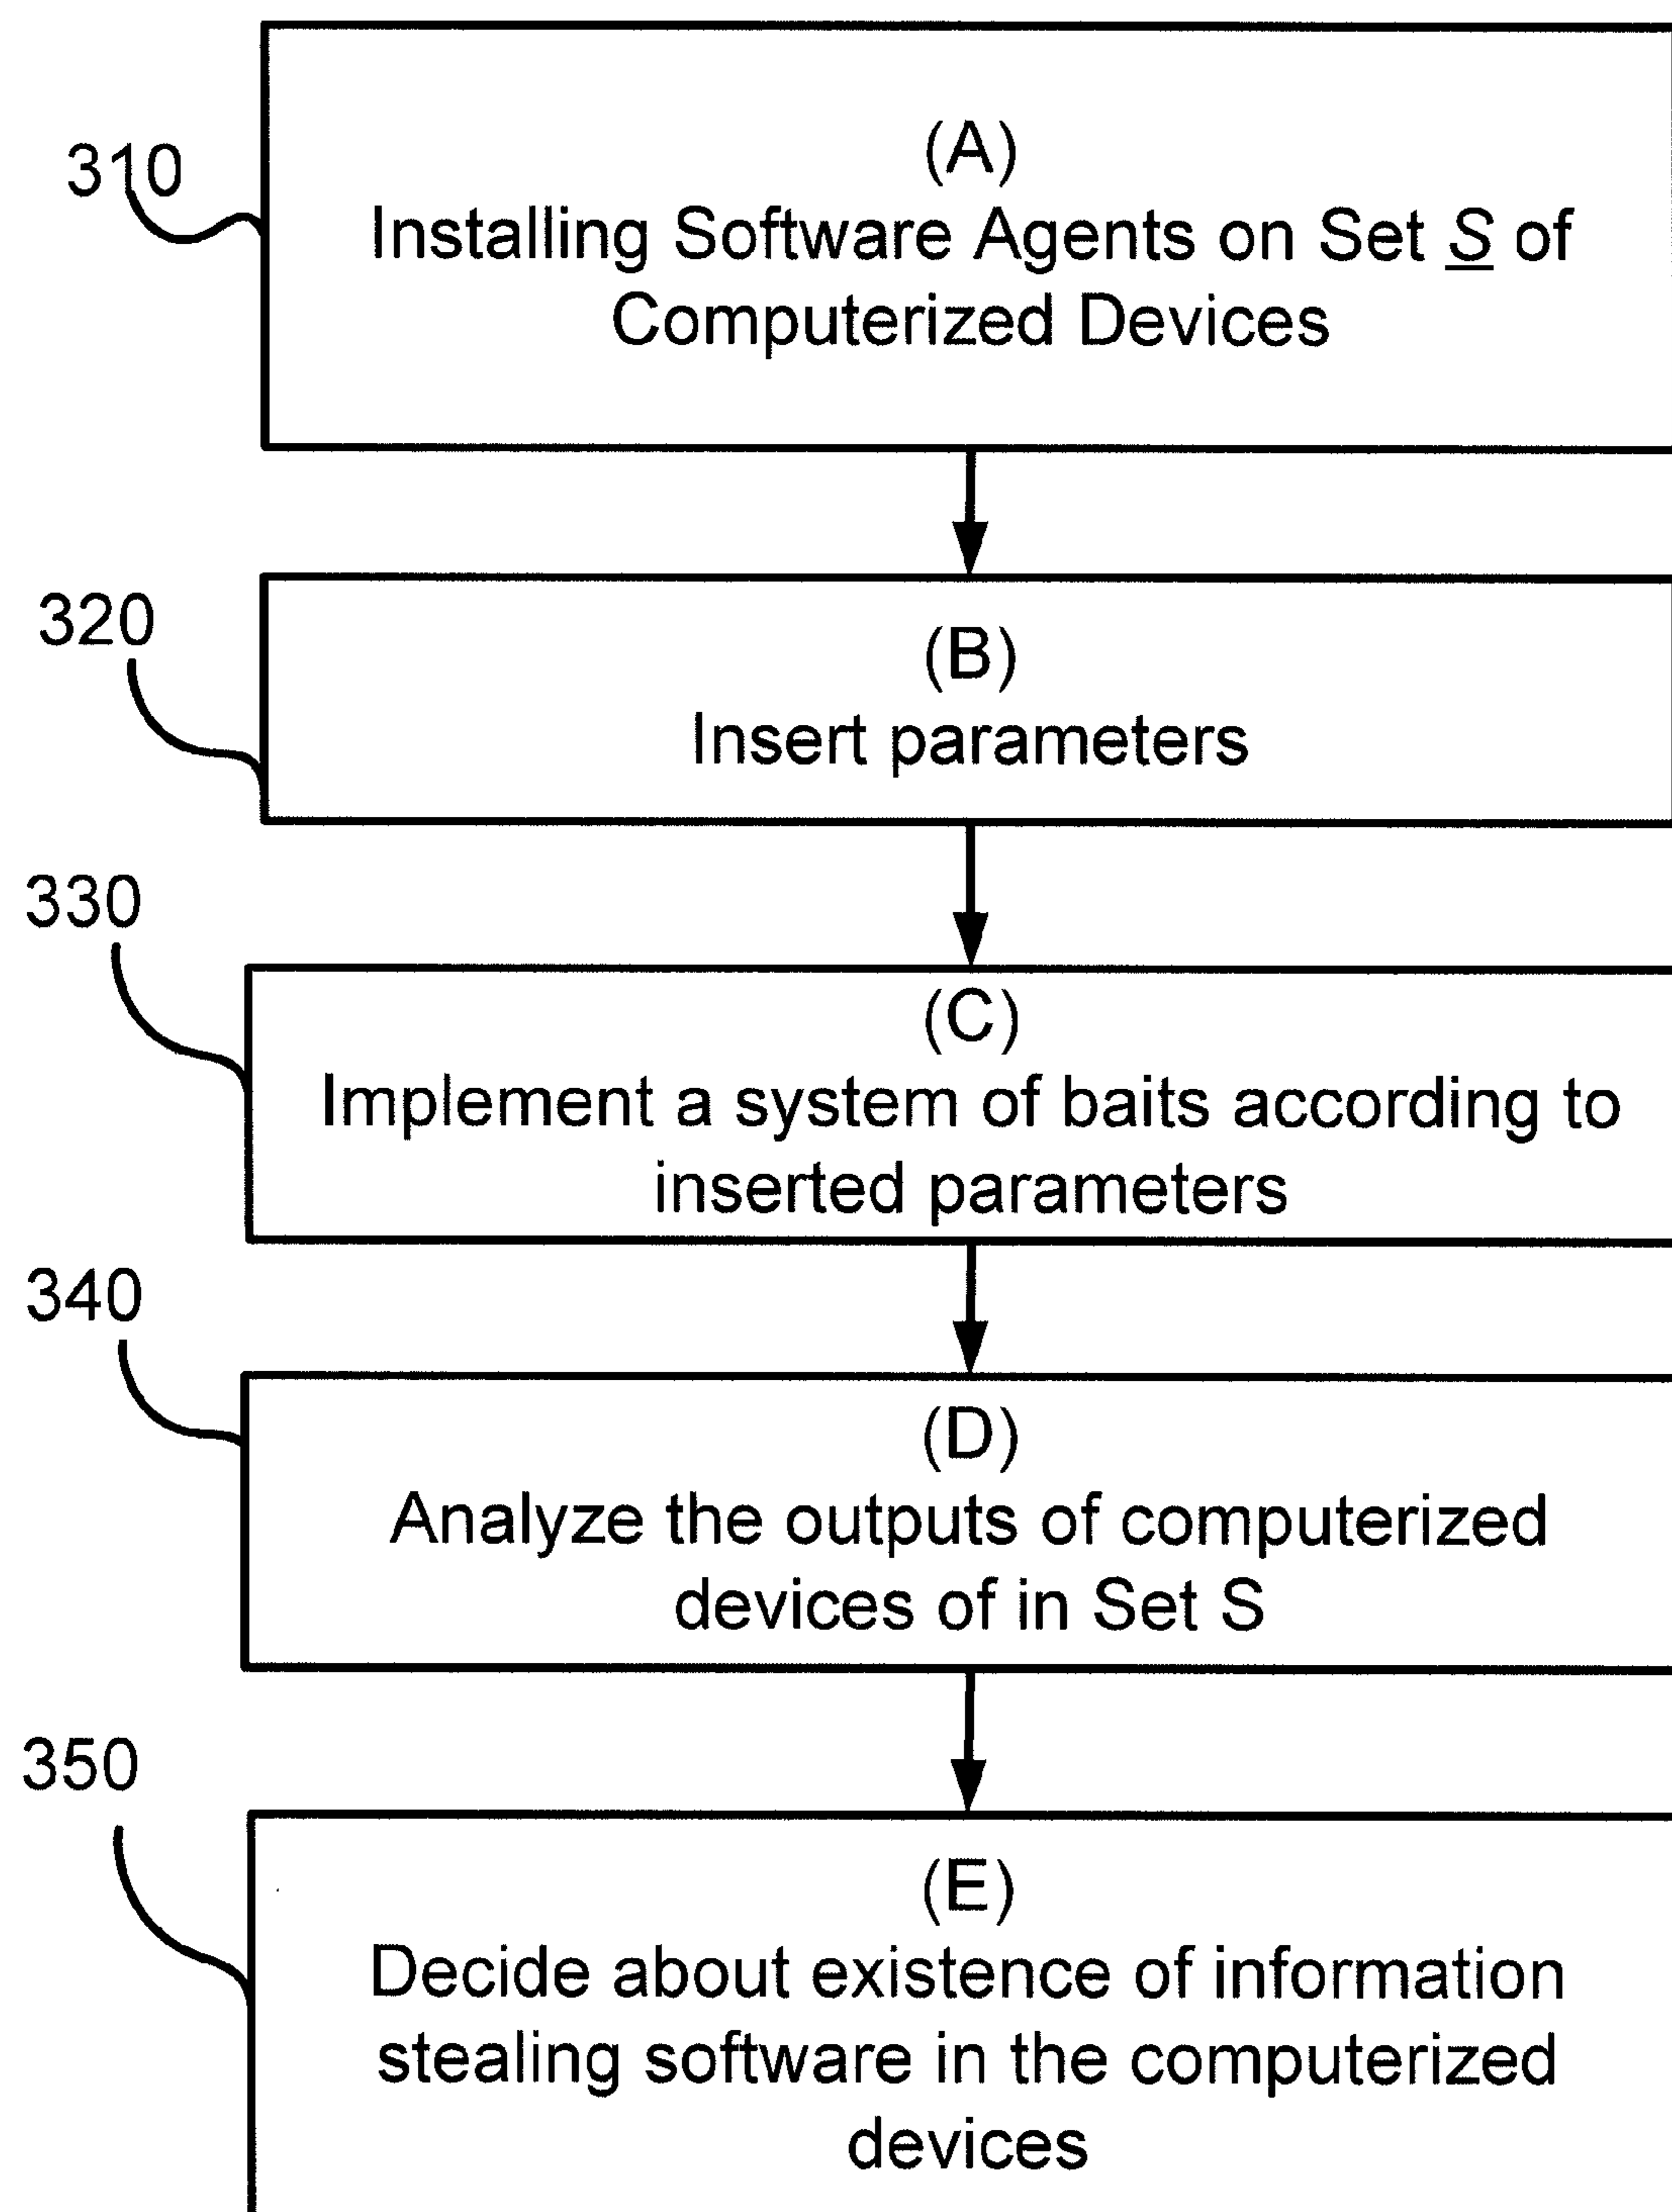 310
(A)
Installing Software Agents on Set S of
Computerized Devices
320
(B)
Insert parameters
330
(C)
Implement a system of baits according to
inserted parameters
340
(D)
Analyze the outputs of computerized
devices of in Set S
350
(E)
Decide about existence of information
stealing software in the computerized
devices